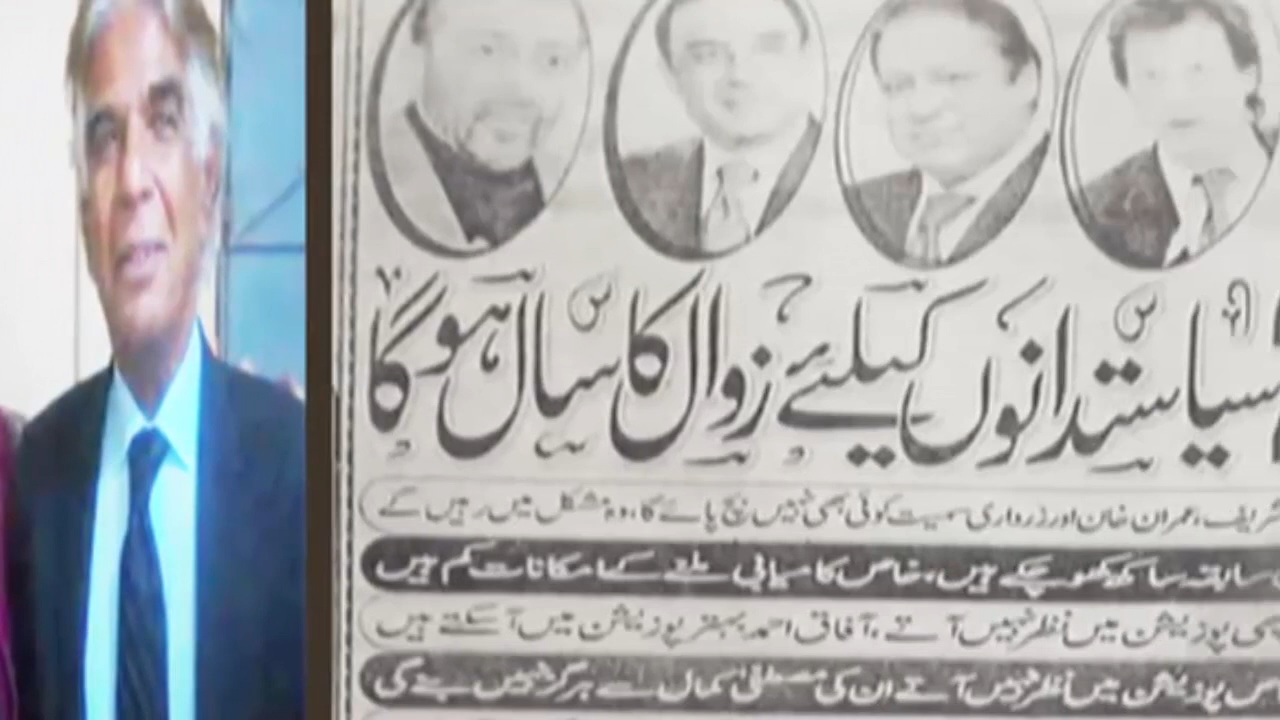 سیاستدانوں کیلئے زوال کا سال ہوگا
شریف، عمران خان اور زرداری سمیت کوئی بھی نہیں بچ پائے گا، وہ مشکل میں رہیں گے
سابقہ ساکھ کھو چکے ہیں، خاص کامیابی ملنے کے امکانات کم ہیں
پوزیشن میں نظر نہیں آتے، آفاق احمد بہتر پوزیشن میں آسکتے ہیں
پوزیشن میں نظر نہیں آتے ان کی مصطفیٰ کمال سے ہرگز نہیں بنے گی